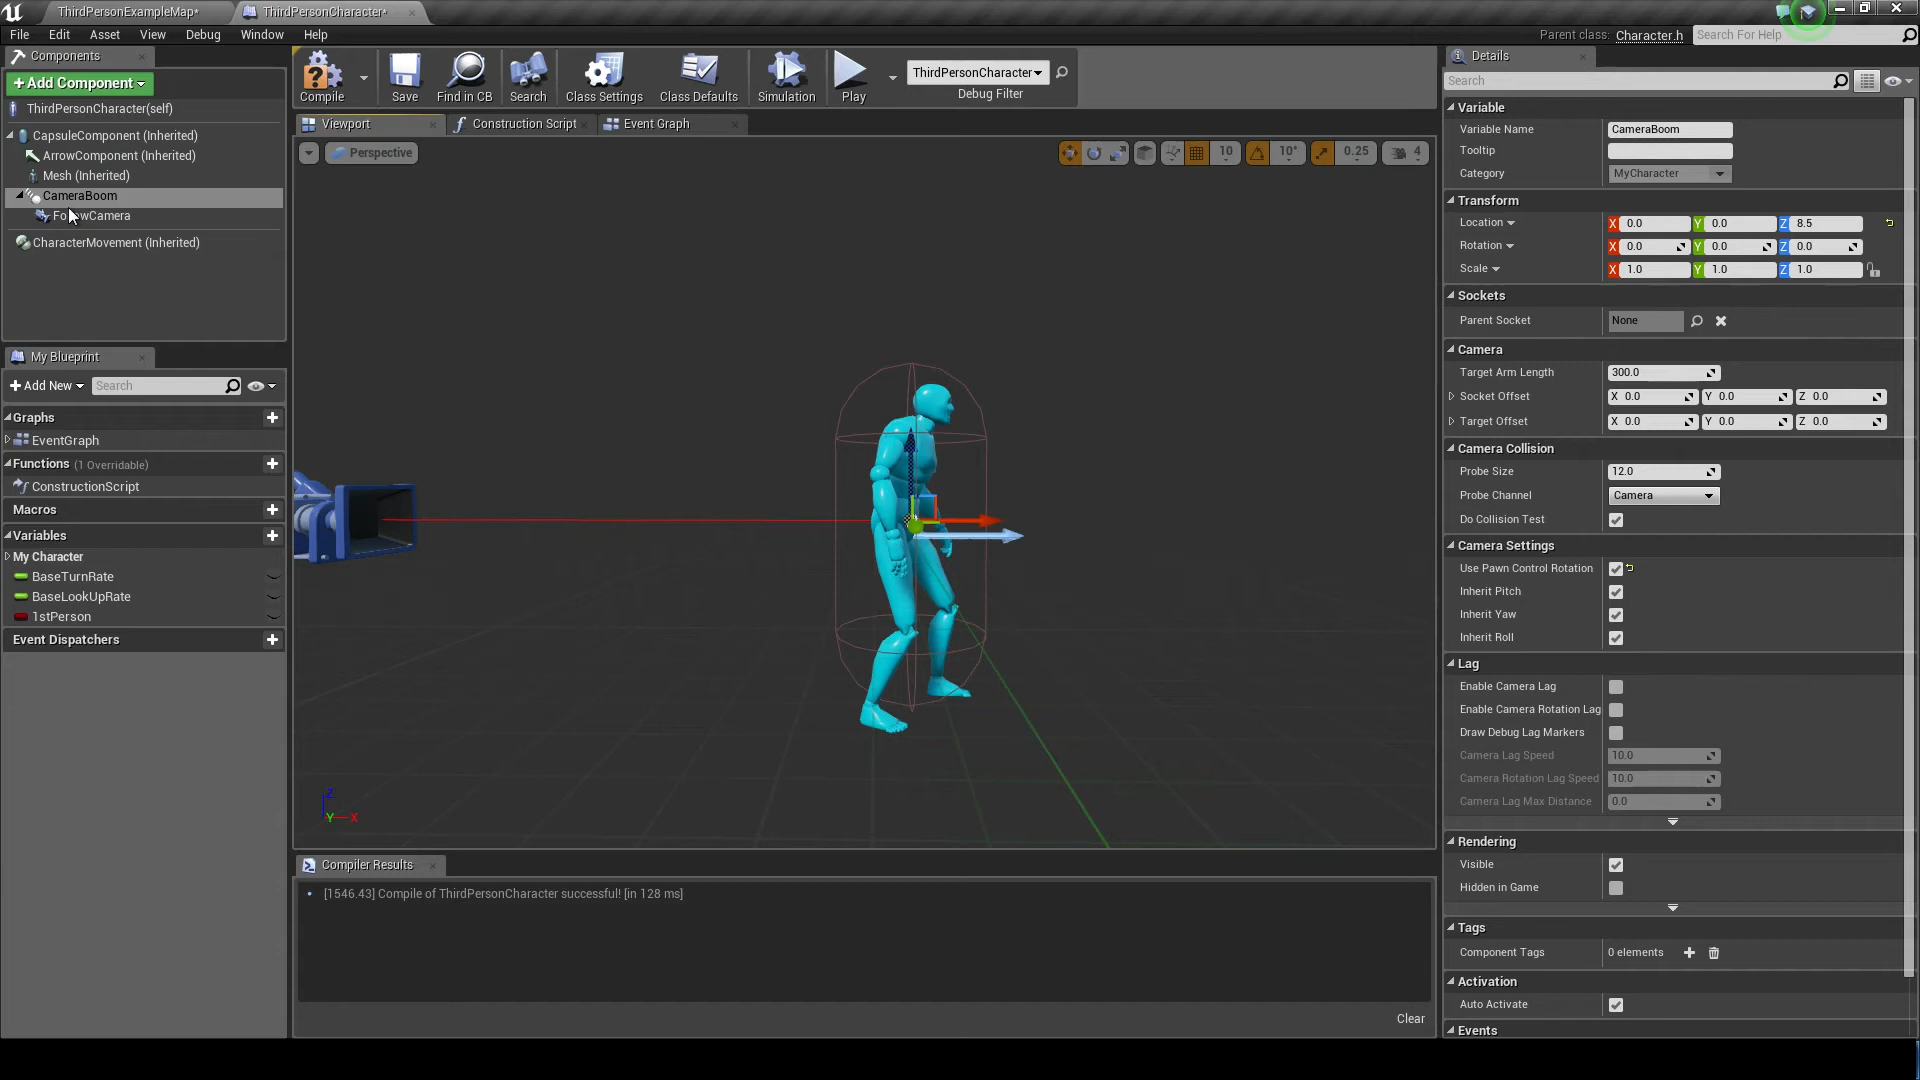 ThirdPersonExampleMap*
ThirdPersonCharacter*
File Edit Asset View Debug Window Help
Parent class: Character.h
Search For Help
Components
+Add Component
ThirdPersonCharacter(self)
CapsuleComponent (Inherited)
ArrowComponent (Inherited)
Mesh (Inherited)
CameraBoom
FollowCamera
CharacterMovement (Inherited)
My Blueprint
+Add New
Search
Graphs
EventGraph
Functions (1 Overridable)
ConstructionScript
Macros
Variables
My Character
BaseTurnRate
BaseLookUpRate
1stPerson
Event Dispatchers
Compile Save Find in CB Search Class Settings Class Defaults Simulation Play
ThirdPersonCharacter
Debug Filter
Viewport Construction Script Event Graph
Perspective
10 10° 0.25 4
Z
Y X
Compiler Results
[1546.43] Compile of ThirdPersonCharacter successful! [in 128 ms]
Clear
Details
Search
Variable
Variable Name CameraBoom
Tooltip
Category MyCharacter
Transform
Location X 0.0 Y 0.0 Z 8.5
Rotation X 0.0 Y 0.0 Z 0.0
Scale X 1.0 Y 1.0 Z 1.0
Sockets
Parent Socket None
Camera
Target Arm Length 300.0
Socket Offset X 0.0 Y 0.0 Z 0.0
Target Offset X 0.0 Y 0.0 Z 0.0
Camera Collision
Probe Size 12.0
Probe Channel Camera
Do Collision Test
Camera Settings
Use Pawn Control Rotation
Inherit Pitch
Inherit Yaw
Inherit Roll
Lag
Enable Camera Lag
Enable Camera Rotation Lag
Draw Debug Lag Markers
Camera Lag Speed 10.0
Camera Rotation Lag Speed 10.0
Camera Lag Max Distance 0.0
Rendering
Visible
Hidden in Game
Tags
Component Tags 0 elements
Activation
Auto Activate
Events